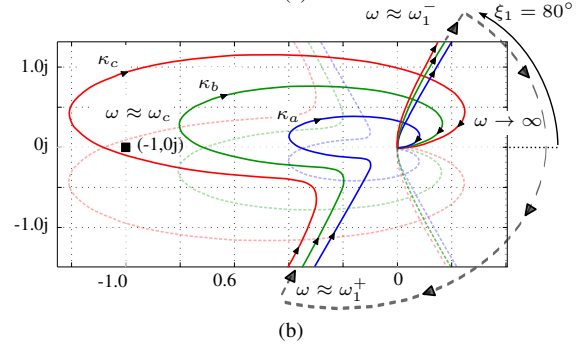 ω ≈ ω₁⁻
ξ₁ = 80°
1.0j
κ_c
κ_b
ω ≈ ω_c
κ_a
ω → ∞
0j
(-1,0j)
-1.0j
ω ≈ ω₁⁺
-1.0
0.6
0
(b)